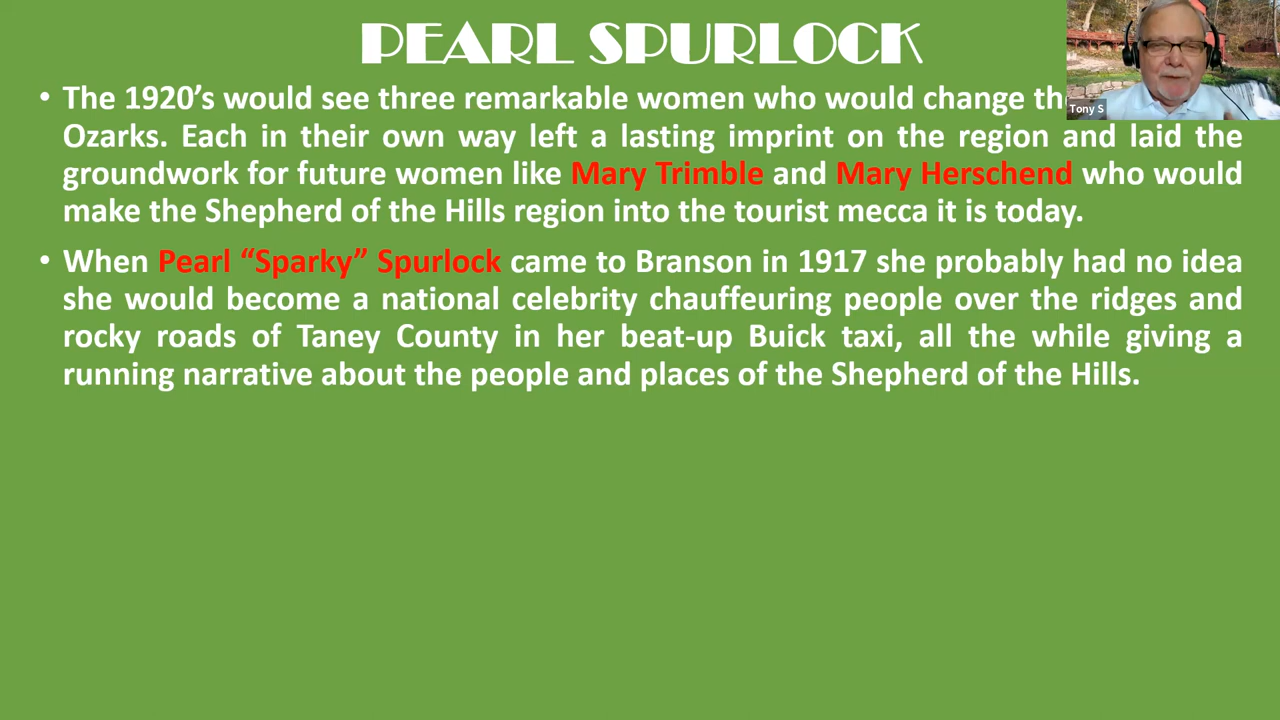 PEARL SPURLOCK
• The 1920’s would see three remarkable women who would change
Ozarks. Each in their own way left a lasting imprint on the region and laid the
groundwork for future women like Mary Trimble and Mary Herschend who would
make the Shepherd of the Hills region into the tourist mecca it is today.
• When Pearl “Sparky” Spurlock came to Branson in 1917 she probably had no idea
she would become a national celebrity chauffeuring people over the ridges and
rocky roads of Taney County in her beat-up Buick taxi, all the while giving a
running narrative about the people and places of the Shepherd of the Hills.
Tony S